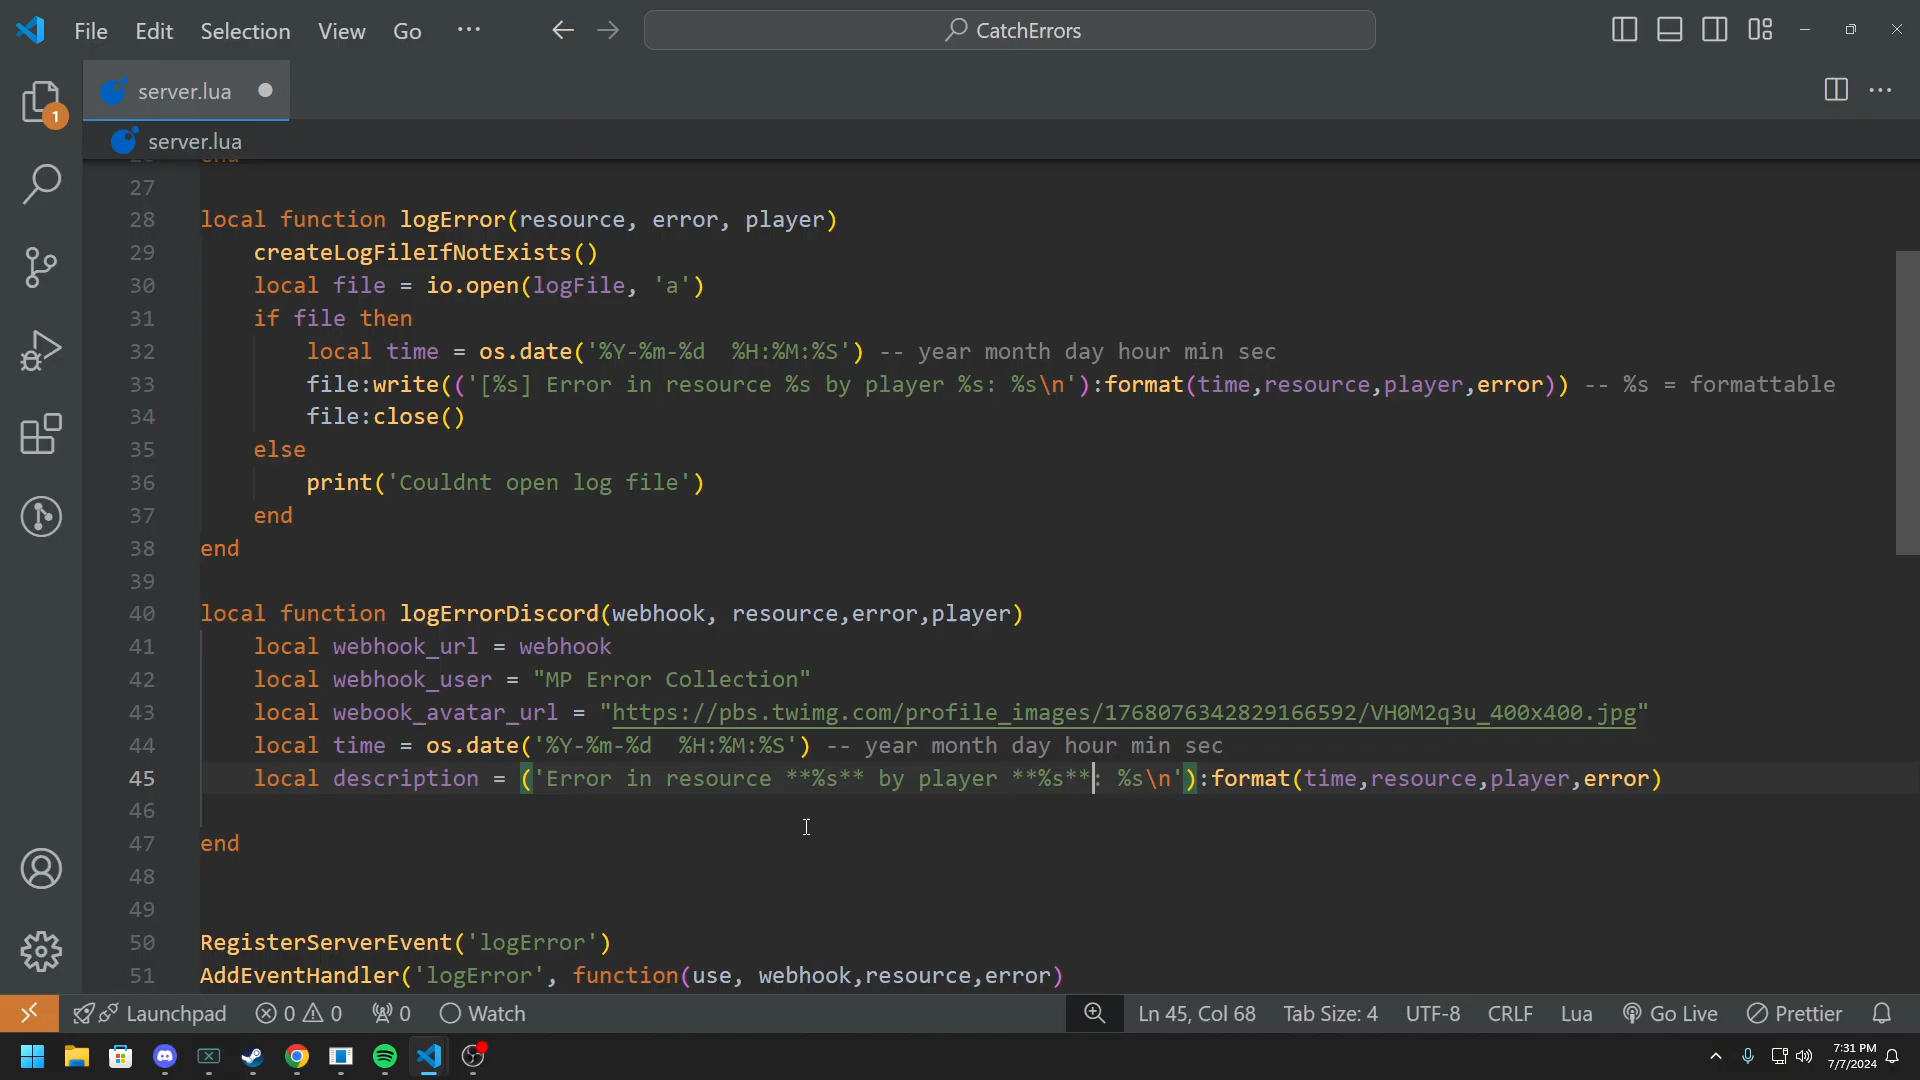 File Edit Selection View Go ··· CatchErrors
server.lua
1
server.lua
27
28 local function logError(resource, error, player)
29 createLogFileIfNotExists()
30 local file = io.open(logFile, 'a')
31 if file then
32 local time = os.date('%Y-%m-%d  %H:%M:%S') -- year month day hour min sec
33 file:write(('[%s] Error in resource %s by player %s: %s\n'):format(time,resource,player,error)) -- %s = formattable
34 file:close()
35 else
36 print('Couldnt open log file')
37 end
38 end
39
40 local function logErrorDiscord(webhook, resource,error,player)
41 local webhook_url = webhook
42 local webhook_user = "MP Error Collection"
43 local webook_avatar_url = "https://pbs.twimg.com/profile_images/1768076342829166592/VH0M2q3u_400x400.jpg"
44 local time = os.date('%Y-%m-%d  %H:%M:%S') -- year month day hour min sec
45 local description = ('Error in resource **%s** by player **%s**: %s\n'):format(time,resource,player,error)
46
47 end
48
49
50 RegisterServerEvent('logError')
51 AddEventHandler('logError', function(use, webhook,resource,error)
Launchpad 0 0 0 Watch Ln 45, Col 68 Tab Size: 4 UTF-8 CRLF Lua Go Live Prettier
7:31 PM
7/7/2024